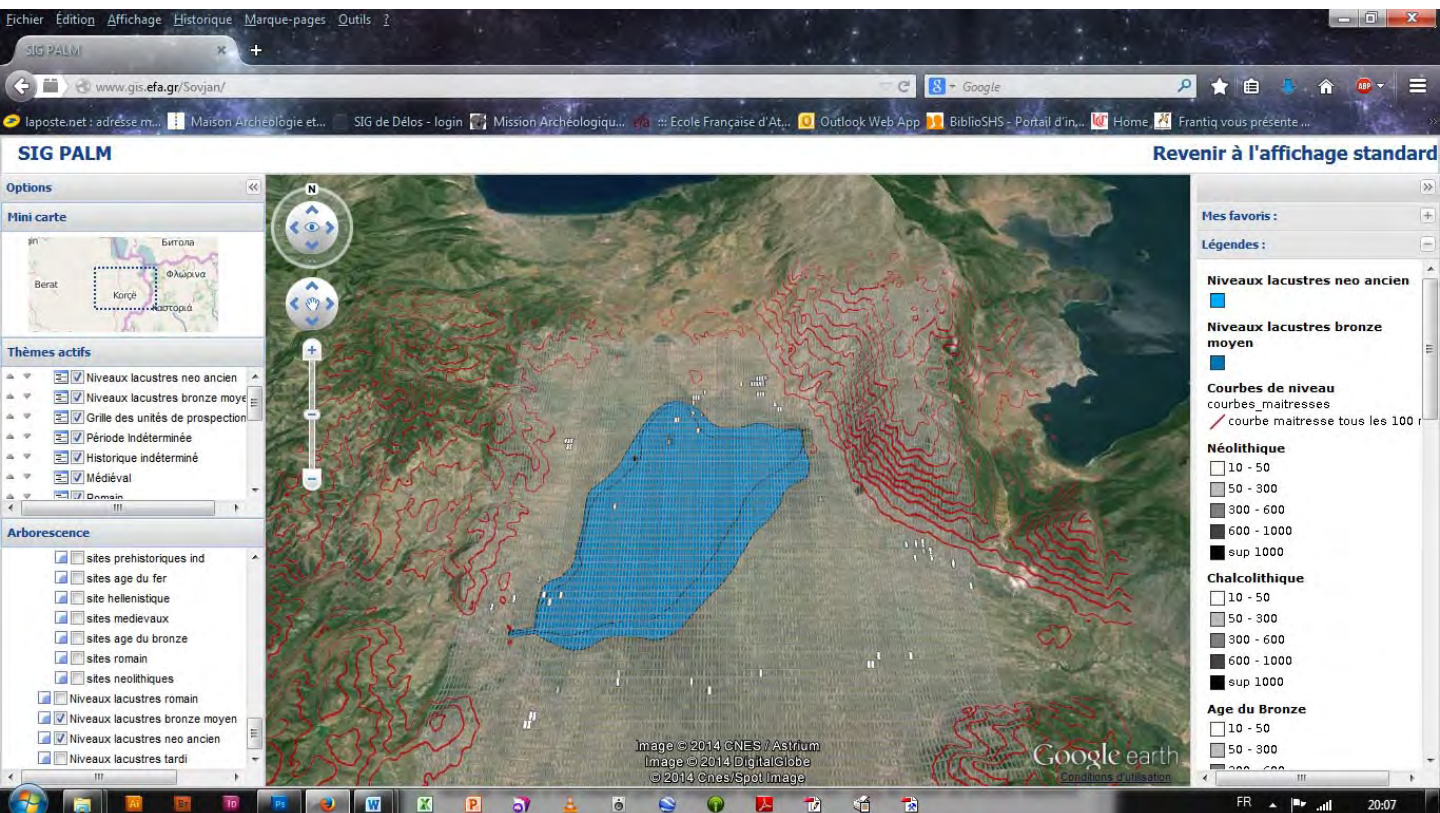 Fichier Édition Affichage Historique Marque-pages Outils ?
SIG PALM
www.gis.efa.gr/Sovjan/
Google
laposte.net : adresse m... Maison Archéologie et... SIG de Délos - login Mission Archéologiqu... ::: Ecole Française d'At... Outlook Web App BiblioSHS - Portail d'in... Home Frantiq vous présente ...
SIG PALM
Revenir à l'affichage standard
Options
Mini carte
Битола
Флώрινα
Berat
Korçë
Καστοριά
Thèmes actifs
Niveaux lacustres neo ancien
Niveaux lacustres bronze moye
Grille des unités de prospection
Période Indéterminée
Historique indéterminé
Médiéval
Romain
Arborescence
sites prehistoriques ind
sites age du fer
site hellenistique
sites medievaux
sites age du bronze
sites romain
sites neolithiques
Niveaux lacustres romain
Niveaux lacustres bronze moyen
Niveaux lacustres neo ancien
Niveaux lacustres tardi
N
Image © 2014 CNES / Astrium
Image © 2014 DigitalGlobe
© 2014 Cnes/Spot Image
Google earth
Conditions d'utilisation
Mes favoris :
Légendes :
Niveaux lacustres neo ancien
Niveaux lacustres bronze
moyen
Courbes de niveau
courbes_maitresses
courbe maitresse tous les 100
Néolithique
10 - 50
50 - 300
300 - 600
600 - 1000
sup 1000
Chalcolithique
10 - 50
50 - 300
300 - 600
600 - 1000
sup 1000
Age du Bronze
10 - 50
50 - 300
300 - 600
FR
20:07